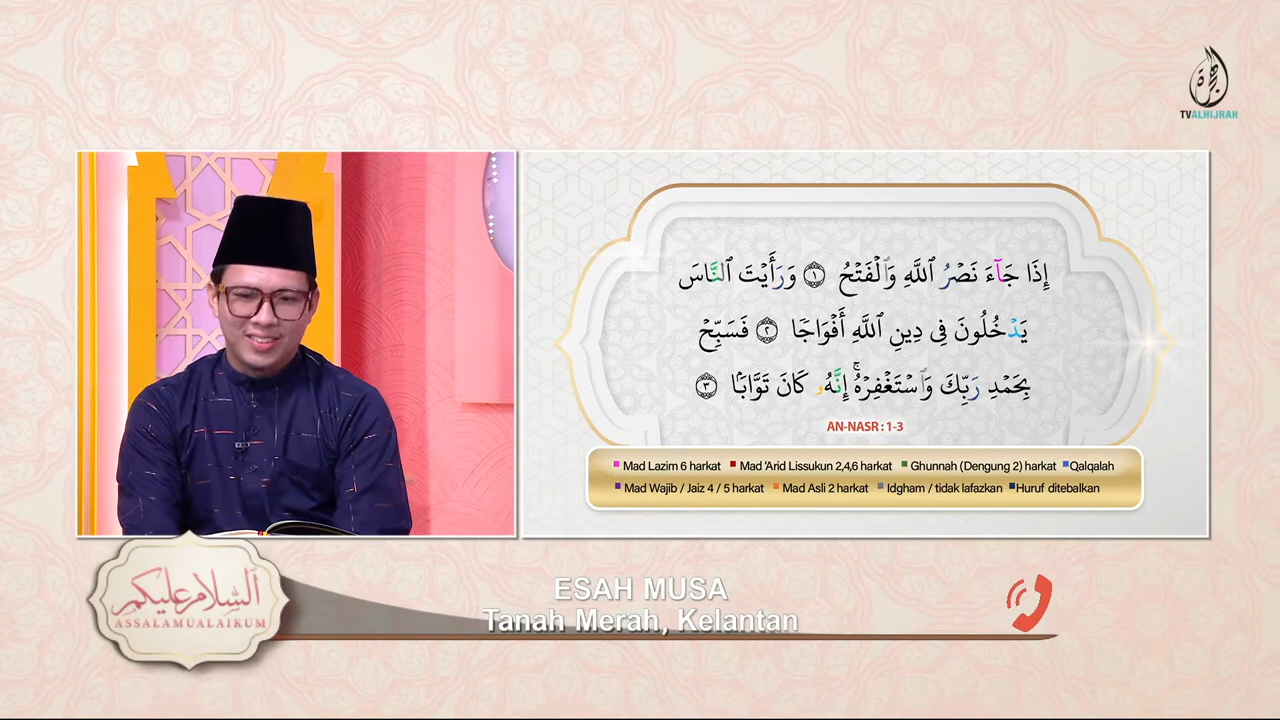 هجرة
TVALHIJRAH
إِذَا جَآءَ نَصْرُ ٱللَّهِ وَٱلْفَتْحُ ۝١ وَرَأَيْتَ ٱلنَّاسَ
يَدْخُلُونَ فِى دِينِ ٱللَّهِ أَفْوَاجًا ۝٢ فَسَبِّحْ
بِحَمْدِ رَبِّكَ وَٱسْتَغْفِرْهُ ۚ إِنَّهُۥ كَانَ تَوَّابًۢا ۝٣
AN-NASR : 1-3
Mad Lazim 6 harkat Mad ‘Arid Lissukun 2,4,6 harkat Ghunnah (Dengung 2) harkat Qalqalah
Mad Wajib / Jaiz 4 / 5 harkat Mad Asli 2 harkat Idgham / tidak lafazkan Huruf ditebalkan
السلام عليكم
ASSALAMUALAIKUM
ESAH MUSA
Tanah Merah, Kelantan